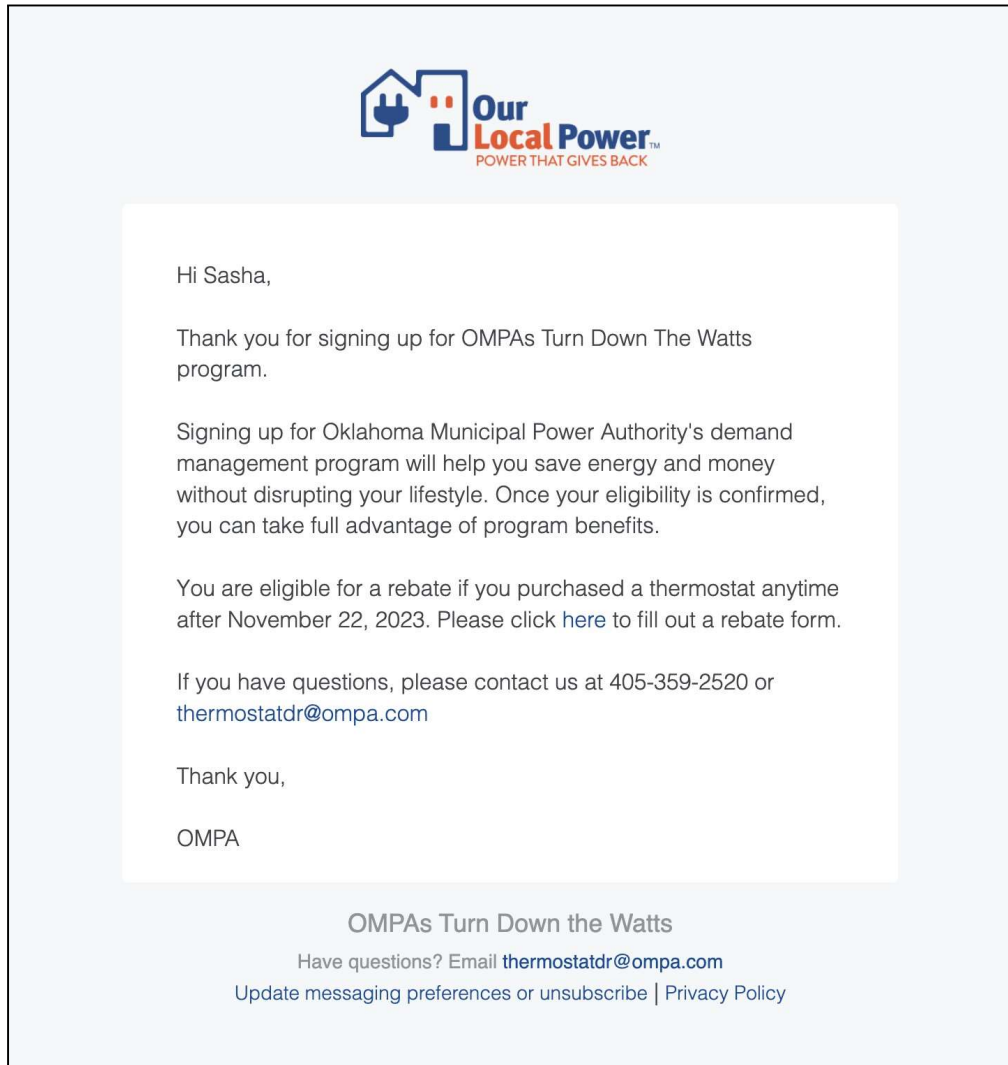 Our
Local Power™
POWER THAT GIVES BACK
Hi Sasha,
Thank you for signing up for OMPAs Turn Down The Watts
program.
Signing up for Oklahoma Municipal Power Authority's demand
management program will help you save energy and money
without disrupting your lifestyle. Once your eligibility is confirmed,
you can take full advantage of program benefits.
You are eligible for a rebate if you purchased a thermostat anytime
after November 22, 2023. Please click here to fill out a rebate form.
If you have questions, please contact us at 405-359-2520 or
thermostatdr@ompa.com
Thank you,
OMPA
OMPAs Turn Down the Watts
Have questions? Email thermostatdr@ompa.com
Update messaging preferences or unsubscribe | Privacy Policy